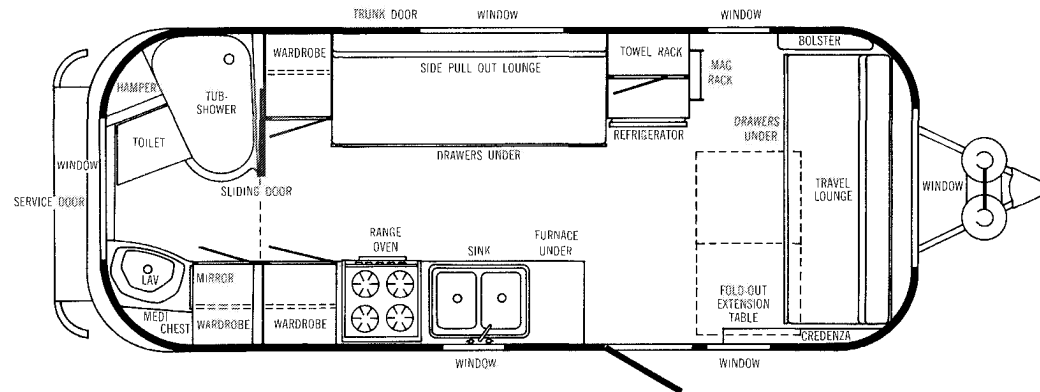 TRUNK DOOR
WINDOW
WINDOW
BOLSTER
WARDROBE
TOWEL RACK
SIDE PULL OUT LOUNGE
MAG
RACK
HAMPER
TUB-
SHOWER
TOILET
REFRIGERATOR
DRAWERS
UNDER
DRAWERS UNDER
WINDOW
SLIDING DOOR
TRAVEL
LOUNGE
WINDOW
SERVICE DOOR
RANGE
OVEN
SINK
FURNACE
UNDER
LAV
MIRROR
MEDI
CHEST
WARDROBE
WARDROBE
FOLD-OUT
EXTENSION
TABLE
CREDENZA
WINDOW
WINDOW